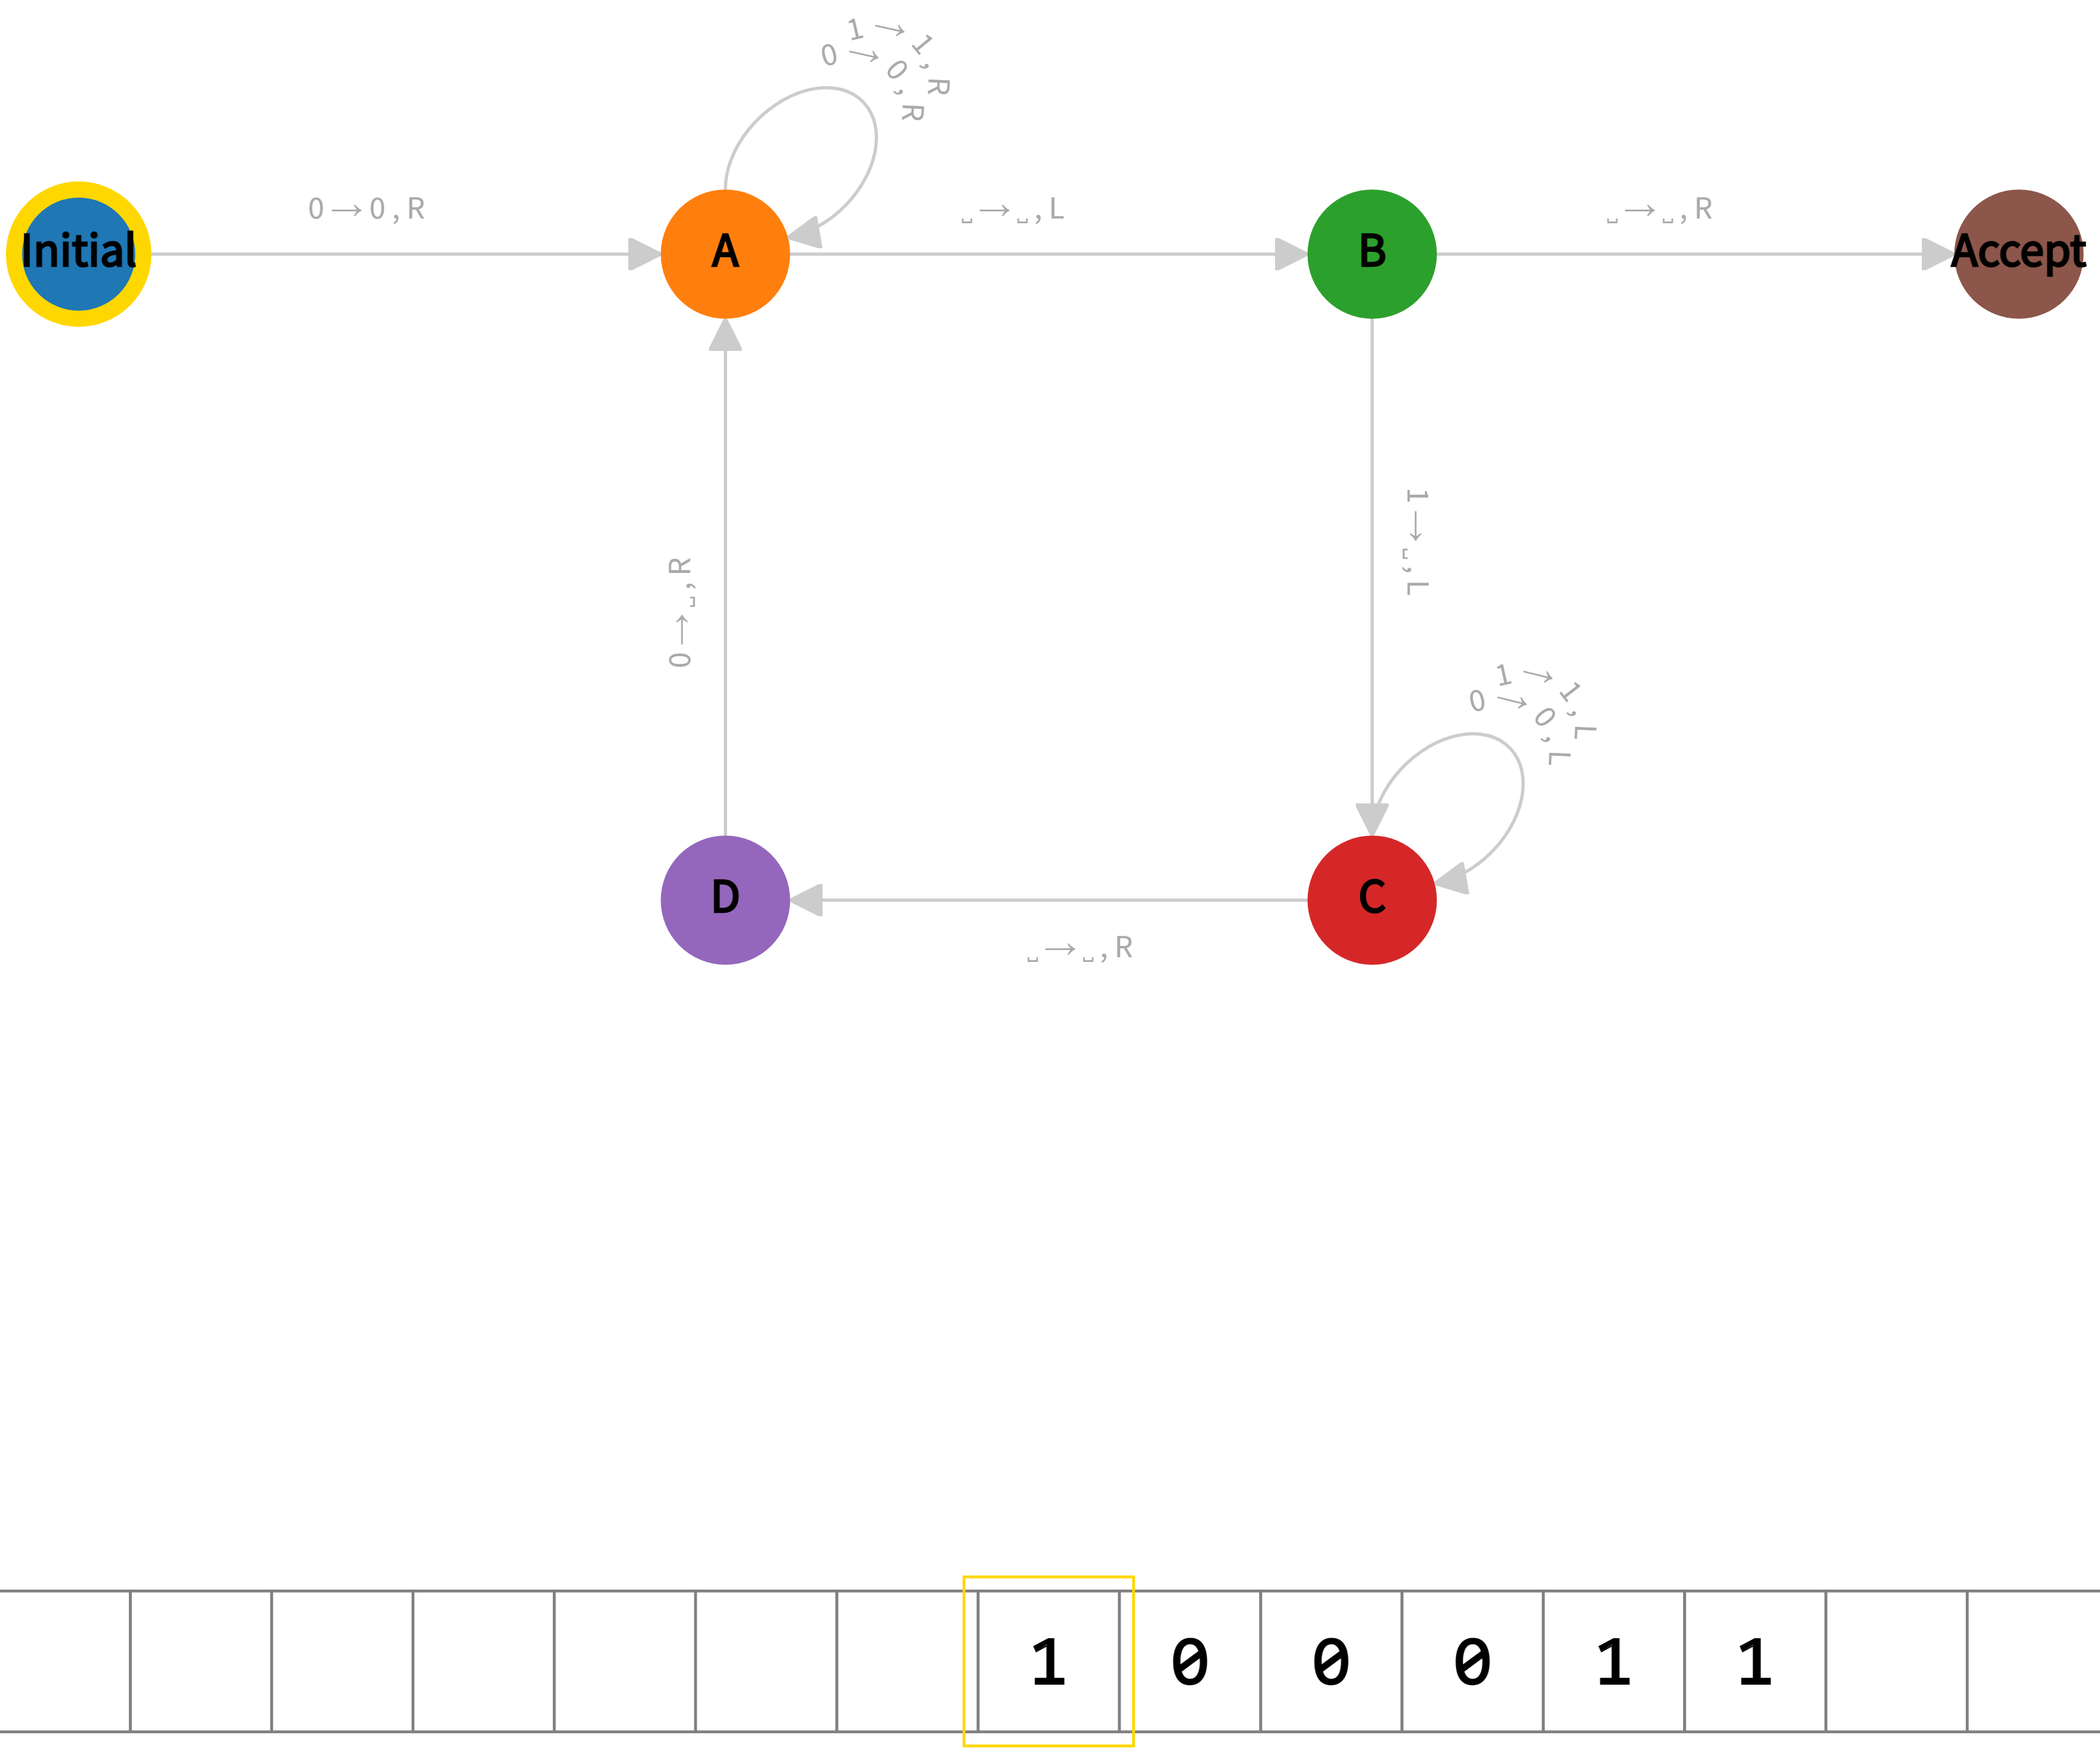 1→1,R
0→0,R
0→0,R
␣→␣,L
␣→␣,R
Initial
A
B
Accept
0→␣,R
1→␣,L
1→1,L
0→0,L
D
C
␣→␣,R
1 0 0 0 1 1